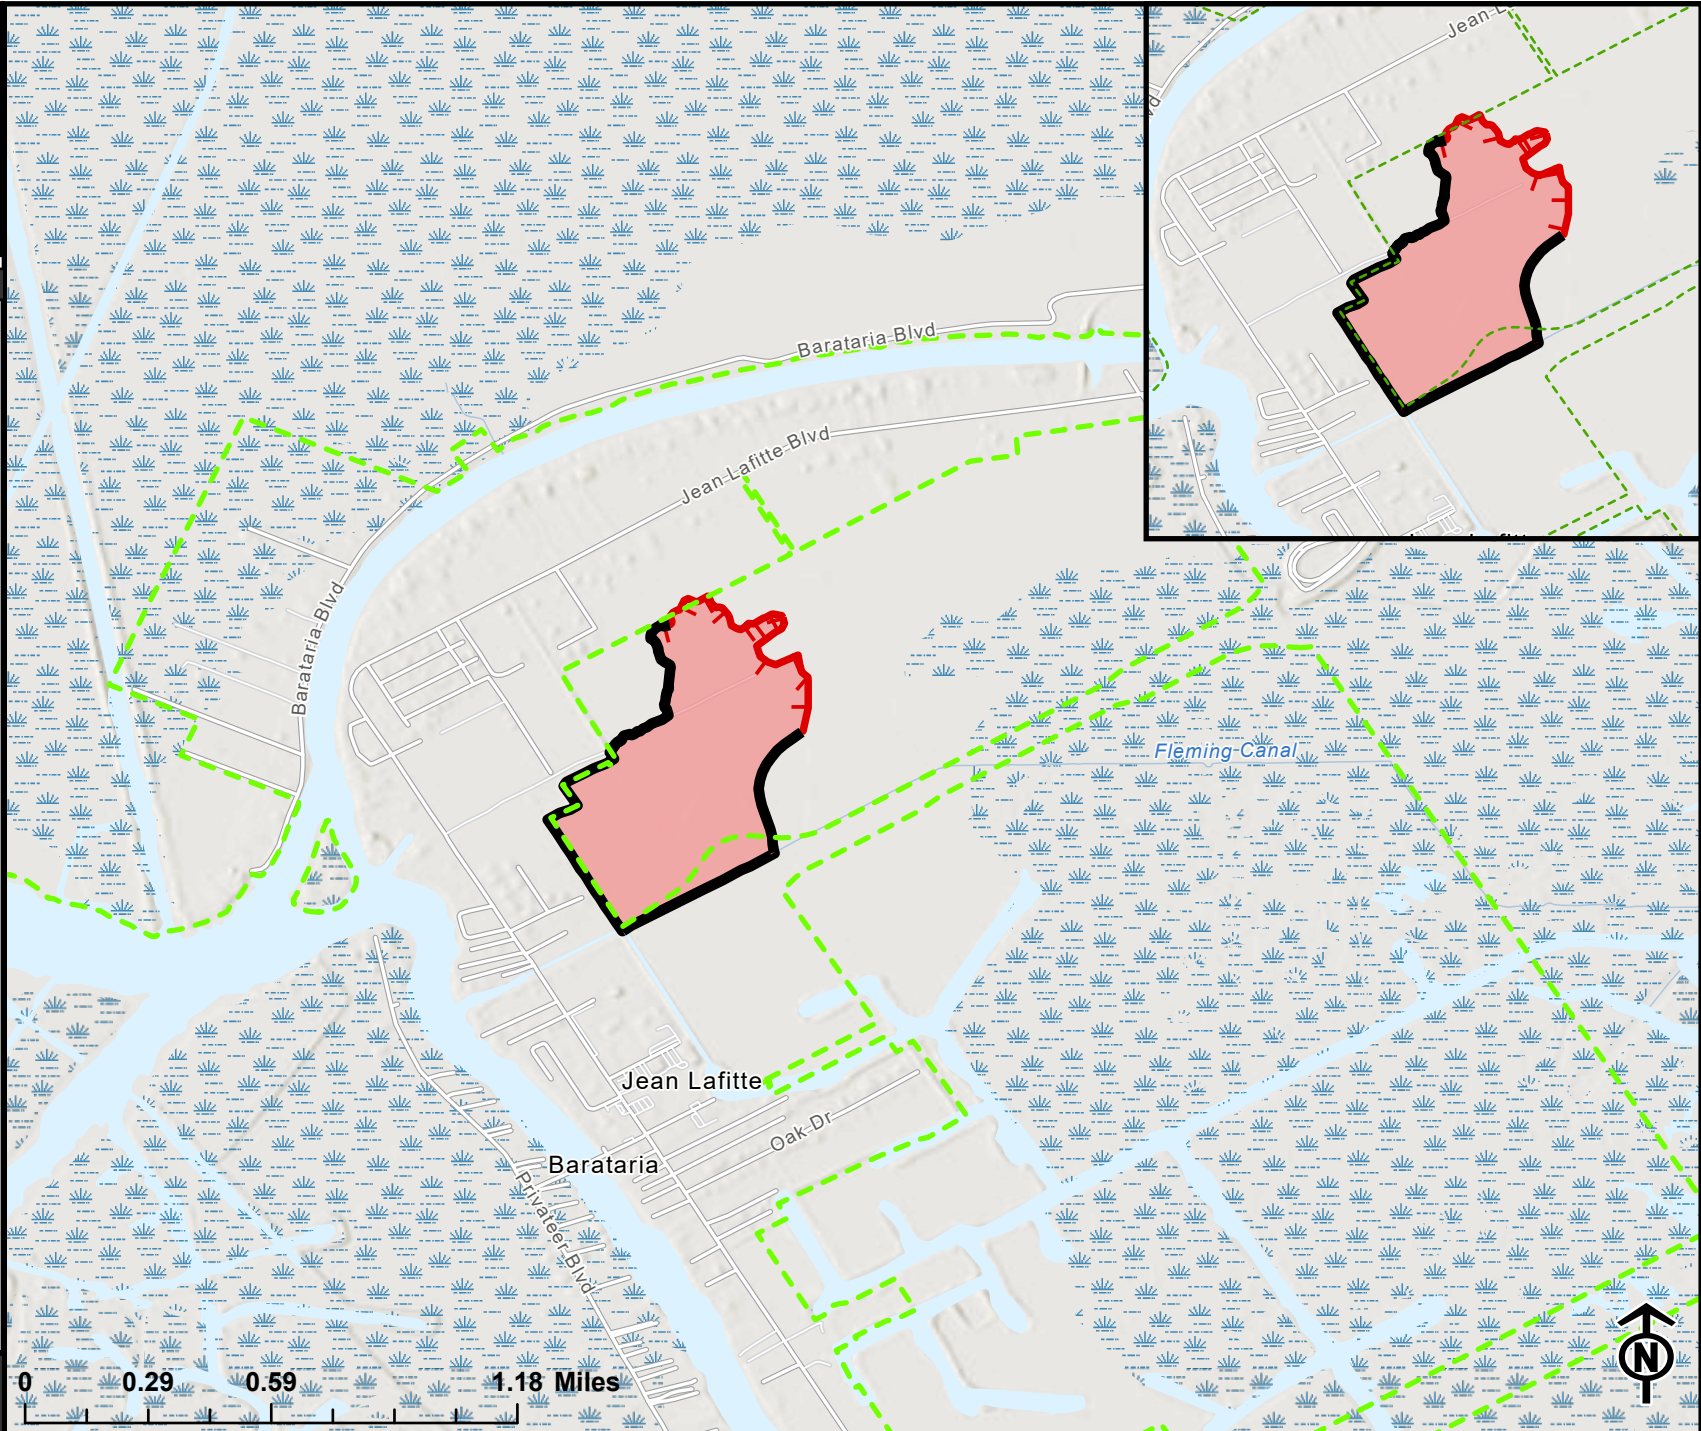 Barataria Blvd
Jean Lafitte Blvd
Barataria Blvd
Fleming Canal
Jean Lafitte
Oak Dr
Barataria
Privateer Blvd
0 0.29 0.59 1.18 Miles
N